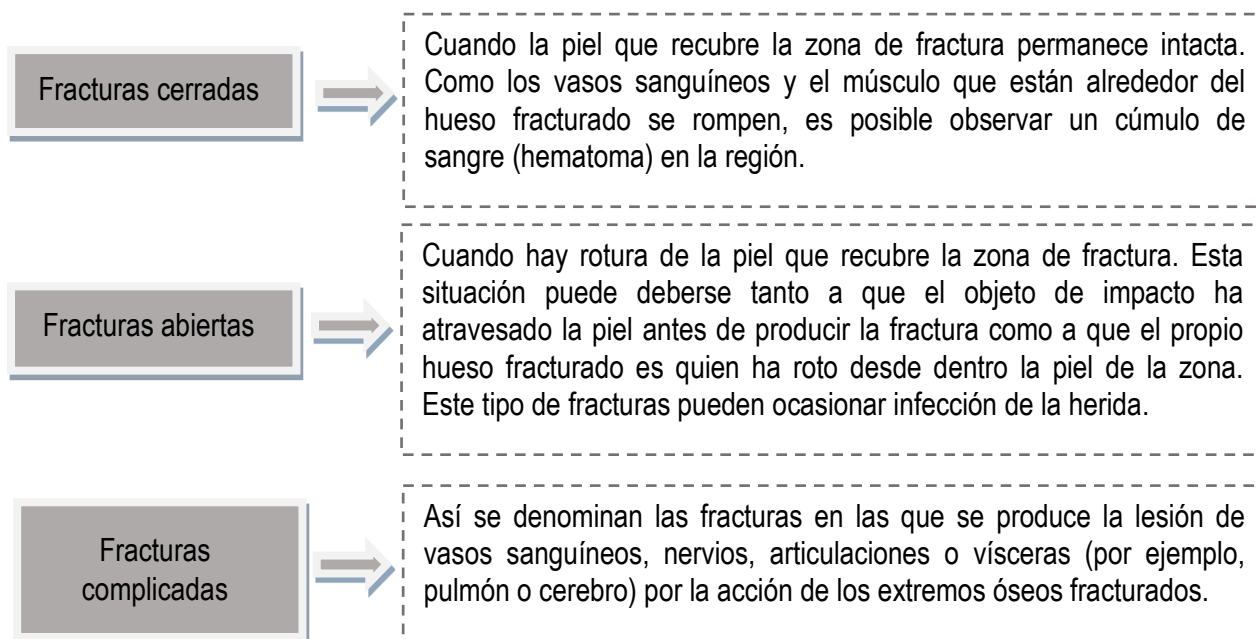 Fracturas cerradas
Cuando la piel que recubre la zona de fractura permanece intacta.
Como los vasos sanguíneos y el músculo que están alrededor del
hueso fracturado se rompen, es posible observar un cúmulo de
sangre (hematoma) en la región.
Fracturas abiertas
Cuando hay rotura de la piel que recubre la zona de fractura. Esta
situación puede deberse tanto a que el objeto de impacto ha
atravesado la piel antes de producir la fractura como a que el propio
hueso fracturado es quien ha roto desde dentro la piel de la zona.
Este tipo de fracturas pueden ocasionar infección de la herida.
Fracturas
complicadas
Así se denominan las fracturas en las que se produce la lesión de
vasos sanguíneos, nervios, articulaciones o vísceras (por ejemplo,
pulmón o cerebro) por la acción de los extremos óseos fracturados.